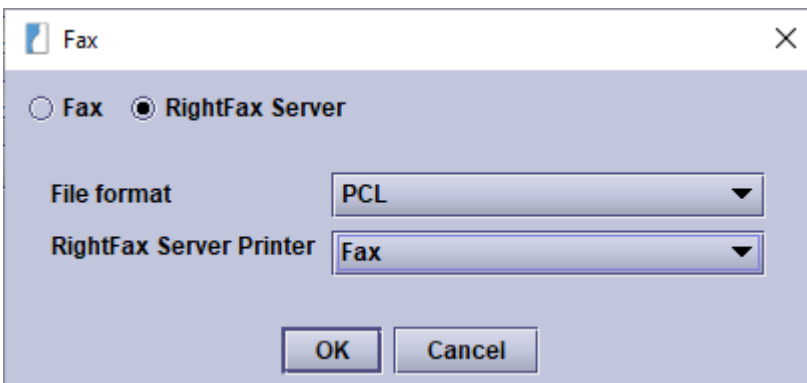 Fax
Fax RightFax Server
File format PCL
RightFax Server Printer Fax
OK Cancel